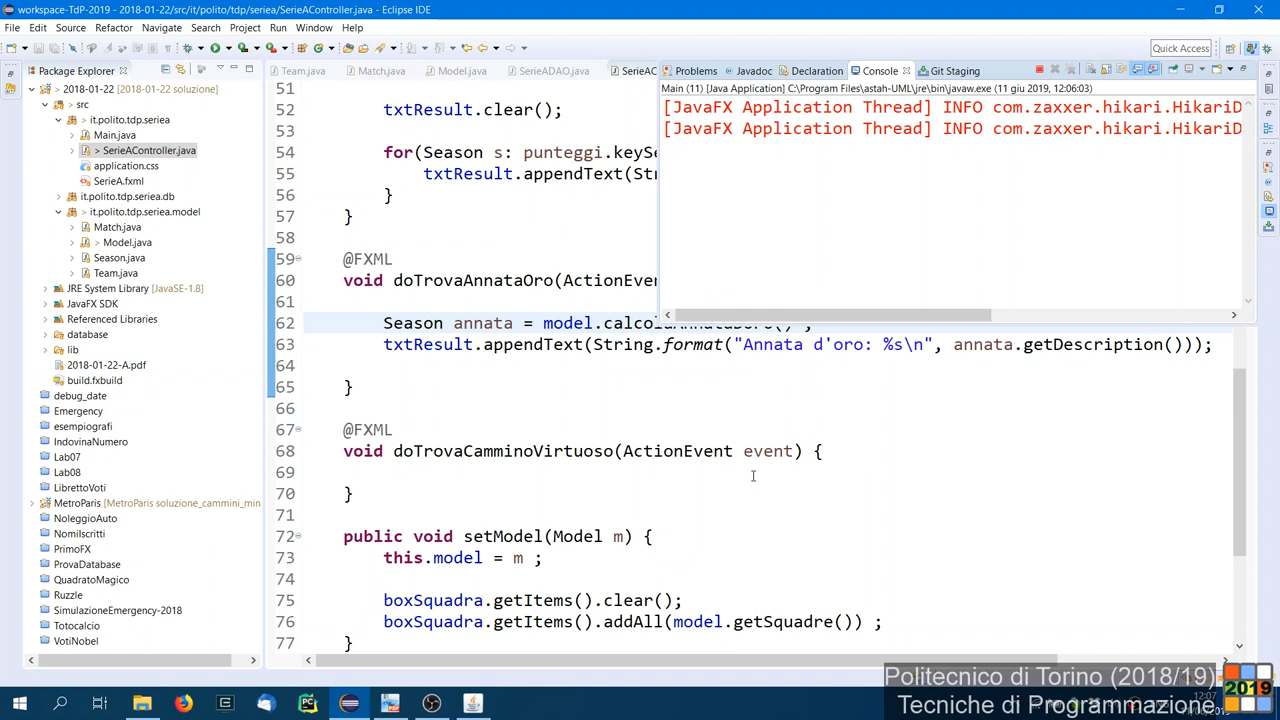 workspace-TdP-2019 - 2018-01-22/src/it/polito/tdp/seriea/SerieAController.java - Eclipse IDE
File Edit Source Refactor Navigate Search Project Run Window Help
Quick Access
Package Explorer
Team.java Match.java Model.java SerieADAO.java SerieAC
Problems Javadoc Declaration Console Git Staging
Main (11) [Java Application] C:\Program Files\astah-UML\jre\bin\javaw.exe (11 giu 2019, 12:06:03)
[JavaFX Application Thread] INFO com.zaxxer.hikari.HikariD
[JavaFX Application Thread] INFO com.zaxxer.hikari.HikariD
2018-01-22 [2018-01-22 soluzione]
src
it.polito.tdp.seriea
Main.java
> SerieAController.java
application.css
SerieA.fxml
it.polito.tdp.seriea.db
> it.polito.tdp.seriea.model
Match.java
> Model.java
Season.java
Team.java
JRE System Library [JavaSE-1.8]
JavaFX SDK
Referenced Libraries
database
lib
2018-01-22-A.pdf
build.fxbuild
debug_date
Emergency
esempiografi
IndovinaNumero
Lab07
Lab08
LibrettoVoti
MetroParis [MetroParis soluzione_cammini_min
NoleggioAuto
NomiIscritti
PrimoFX
ProvaDatabase
QuadratoMagico
Ruzzle
SimulazioneEmergency-2018
Totocalcio
VotiNobel
51
52 txtResult.clear();
53
54 for(Season s: punteggi.keySe
55 txtResult.appendText(Str
56 }
57 }
58
59 @FXML
60 void doTrovaAnnataOro(ActionEven
61
62 Season annata = model.calcolaAnnataDoro() ;
63 txtResult.appendText(String.format("Annata d'oro: %s\n", annata.getDescription()));
64
65 }
66
67 @FXML
68 void doTrovaCamminoVirtuoso(ActionEvent event) {
69
70 }
71
72 public void setModel(Model m) {
73 this.model = m ;
74
75 boxSquadra.getItems().clear();
76 boxSquadra.getItems().addAll(model.getSquadre()) ;
77 }
Politecnico di Torino (2018/19)
Tecniche di Programmazione
2019
12:07